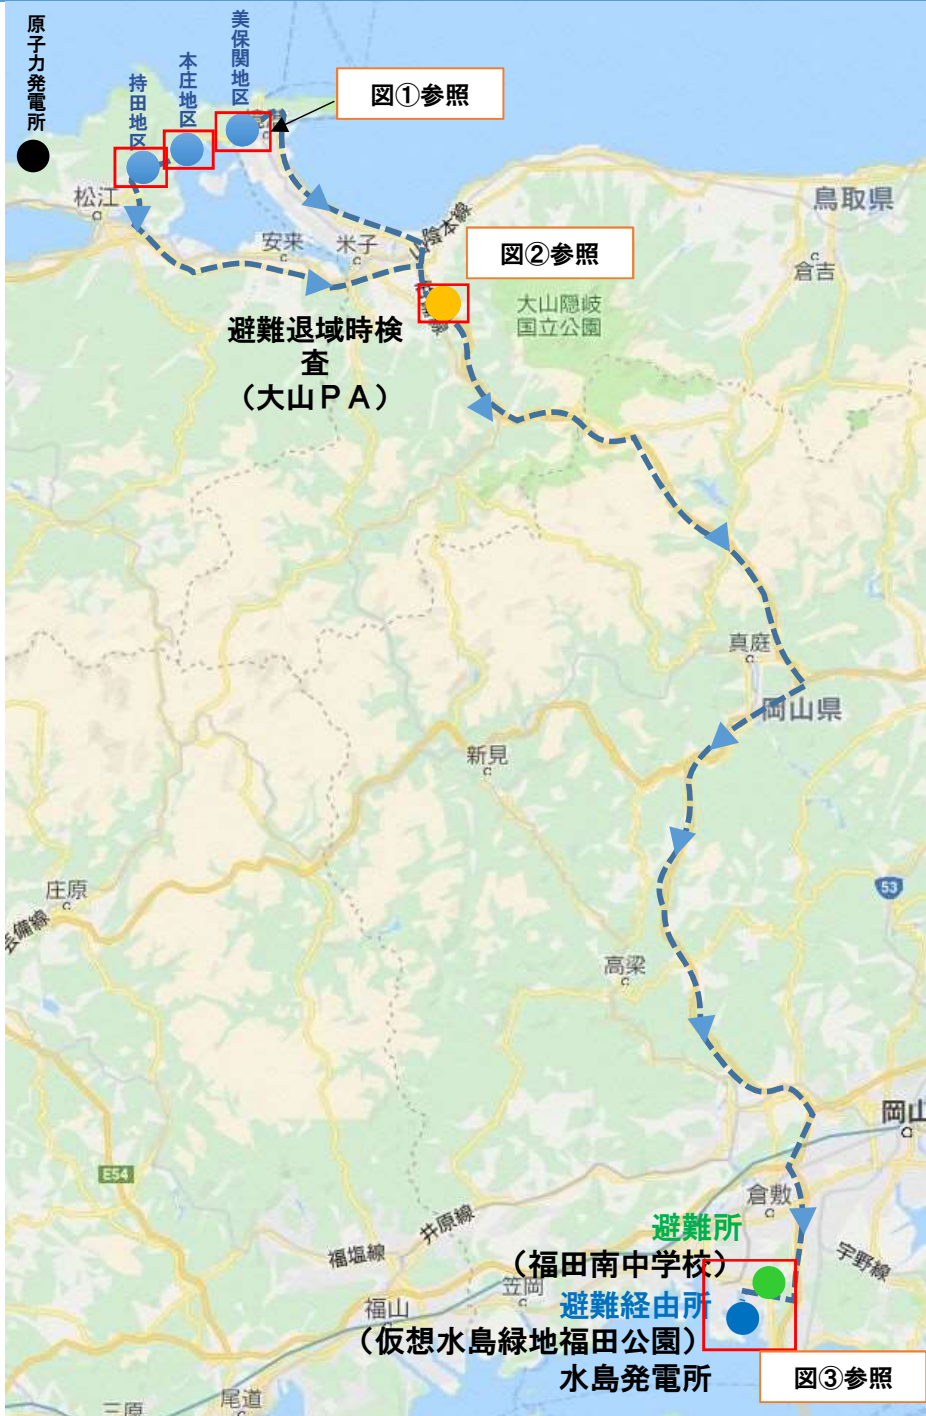 原子力発電所
持田地区
本庄地区
美保関地区
図①参照
松江
安来
米子
山陰本線
鳥取県
倉吉
図②参照
大山隠岐
国立公園
避難退域時検
査
（大山ＰＡ）
真庭
岡山県
新見
庄原
53
芸備線
高梁
岡山
E54
倉敷
井原線
福塩線
宇野線
避難所
（福田南中学校）
笠岡
避難経由所
福山
（仮想水島緑地福田公園）
水島発電所
図③参照
尾道
三原